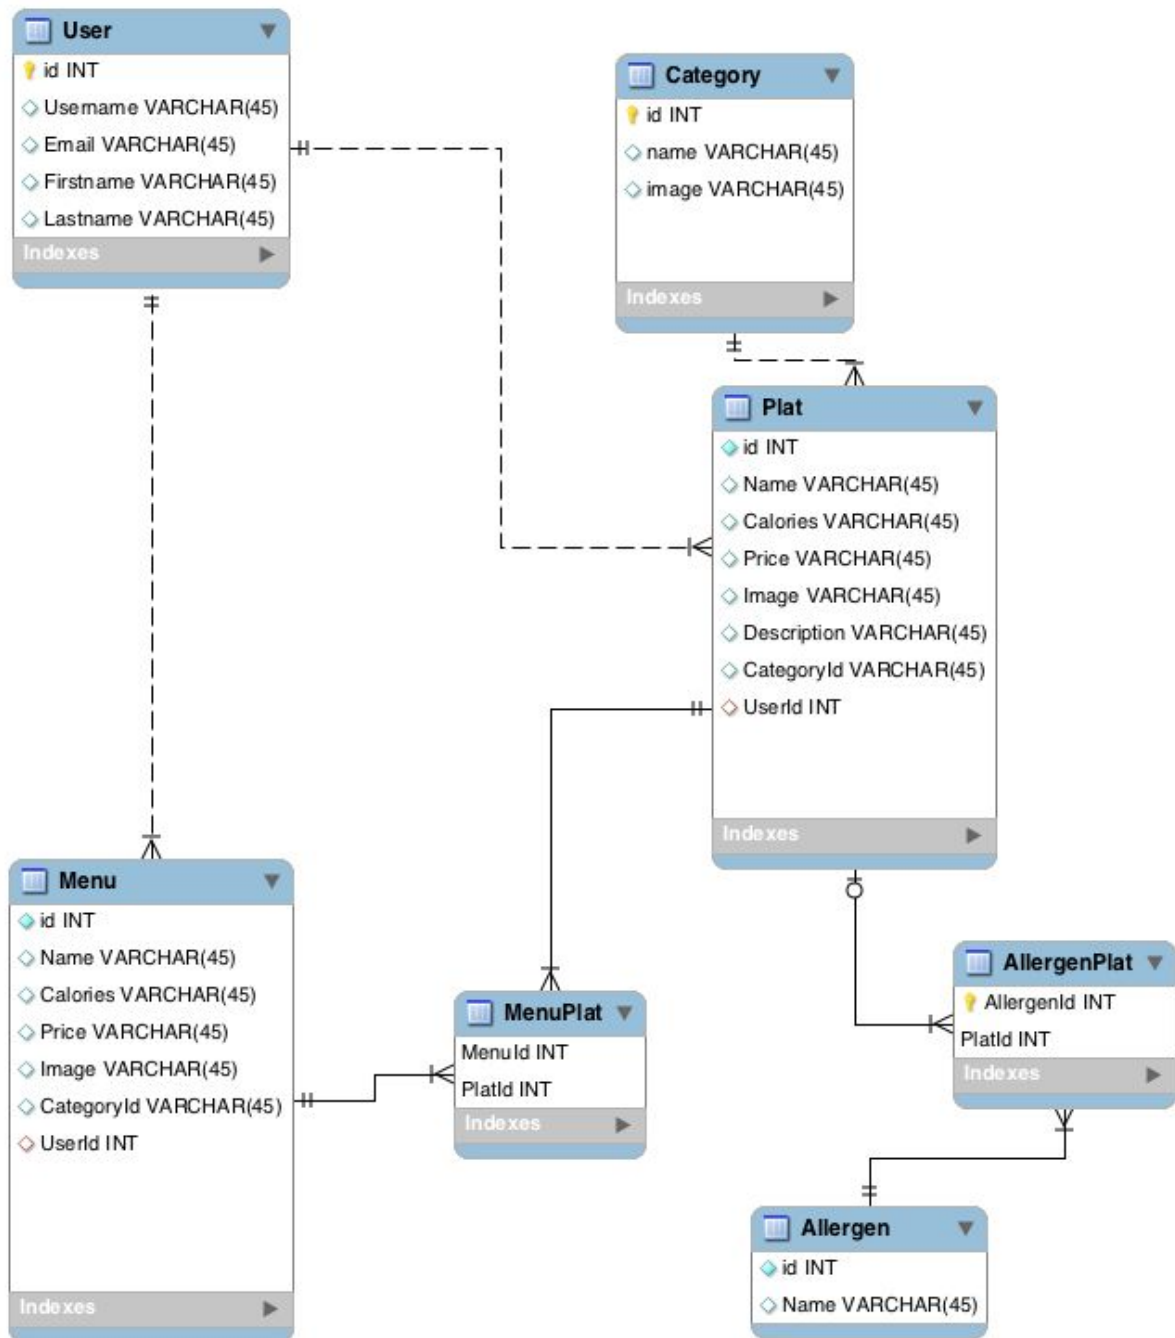 User
id INT
Username VARCHAR(45)
Email VARCHAR(45)
Firstname VARCHAR(45)
Lastname VARCHAR(45)
Indexes
Category
id INT
name VARCHAR(45)
image VARCHAR(45)
Indexes
Plat
id INT
Name VARCHAR(45)
Calories VARCHAR(45)
Price VARCHAR(45)
Image VARCHAR(45)
Description VARCHAR(45)
CategoryId VARCHAR(45)
UserId INT
Indexes
Menu
id INT
Name VARCHAR(45)
Calories VARCHAR(45)
Price VARCHAR(45)
Image VARCHAR(45)
CategoryId VARCHAR(45)
UserId INT
Indexes
MenuPlat
MenuId INT
PlatId INT
Indexes
AllergenPlat
AllergenId INT
PlatId INT
Indexes
Allergen
id INT
Name VARCHAR(45)